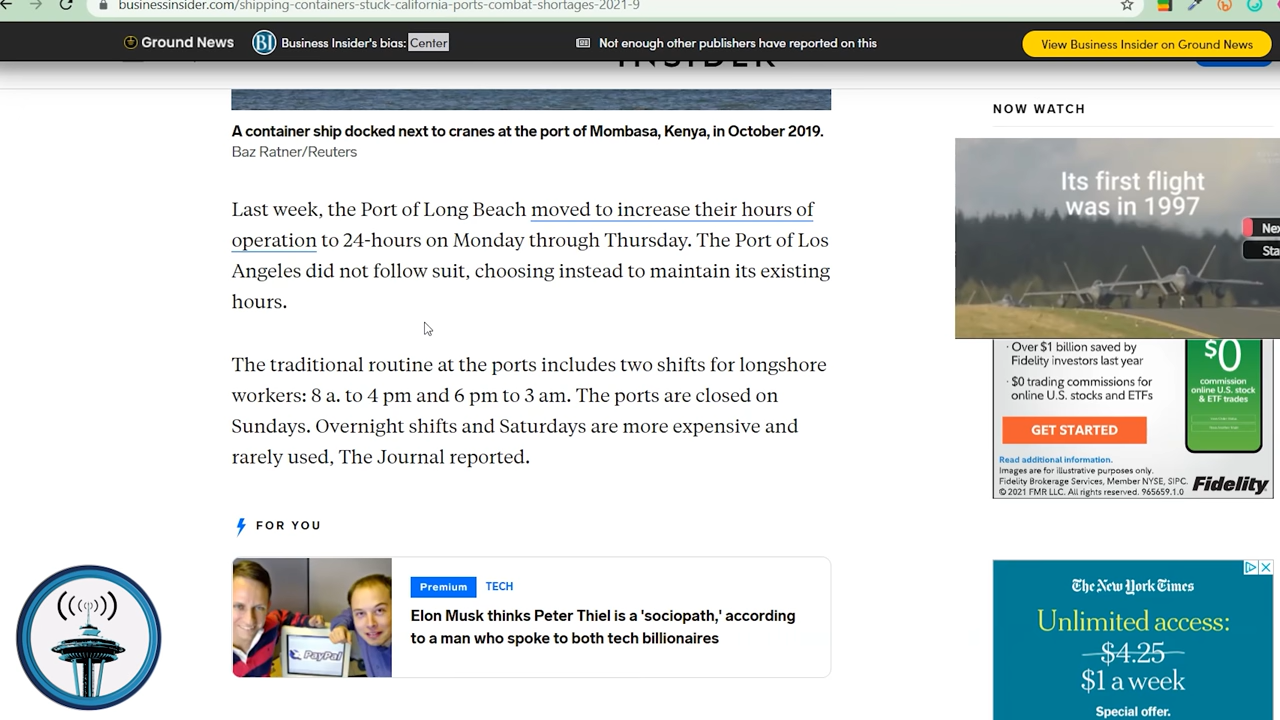 businessinsider.com/shipping-containers-stuck-california-ports-combat-shortages-2021-9
Ground News
BI
Business Insider's bias: Center
Not enough other publishers have reported on this
View Business Insider on Ground News
INSIDER
A container ship docked next to cranes at the port of Mombasa, Kenya, in October 2019.
Baz Ratner/Reuters
Last week, the Port of Long Beach moved to increase their hours of
operation to 24-hours on Monday through Thursday. The Port of Los
Angeles did not follow suit, choosing instead to maintain its existing
hours.
The traditional routine at the ports includes two shifts for longshore
workers: 8 a. to 4 pm and 6 pm to 3 am. The ports are closed on
Sundays. Overnight shifts and Saturdays are more expensive and
rarely used, The Journal reported.
FOR YOU
Premium TECH
Elon Musk thinks Peter Thiel is a 'sociopath,' according
to a man who spoke to both tech billionaires
PayPal
NOW WATCH
Its first flight
was in 1997
Nex
Sta
· Over $1 billion saved by
Fidelity investors last year
· $0 trading commissions for
online U.S. stocks and ETFs
$0
commission
online U.S. stock
& ETF trades
GET STARTED
Read additional information.
Images are for illustrative purposes only.
Fidelity Brokerage Services, Member NYSE, SIPC.
© 2021 FMR LLC. All rights reserved. 965659.1.0
Fidelity
The New York Times
Unlimited access:
$4.25
$1 a week
Special offer.